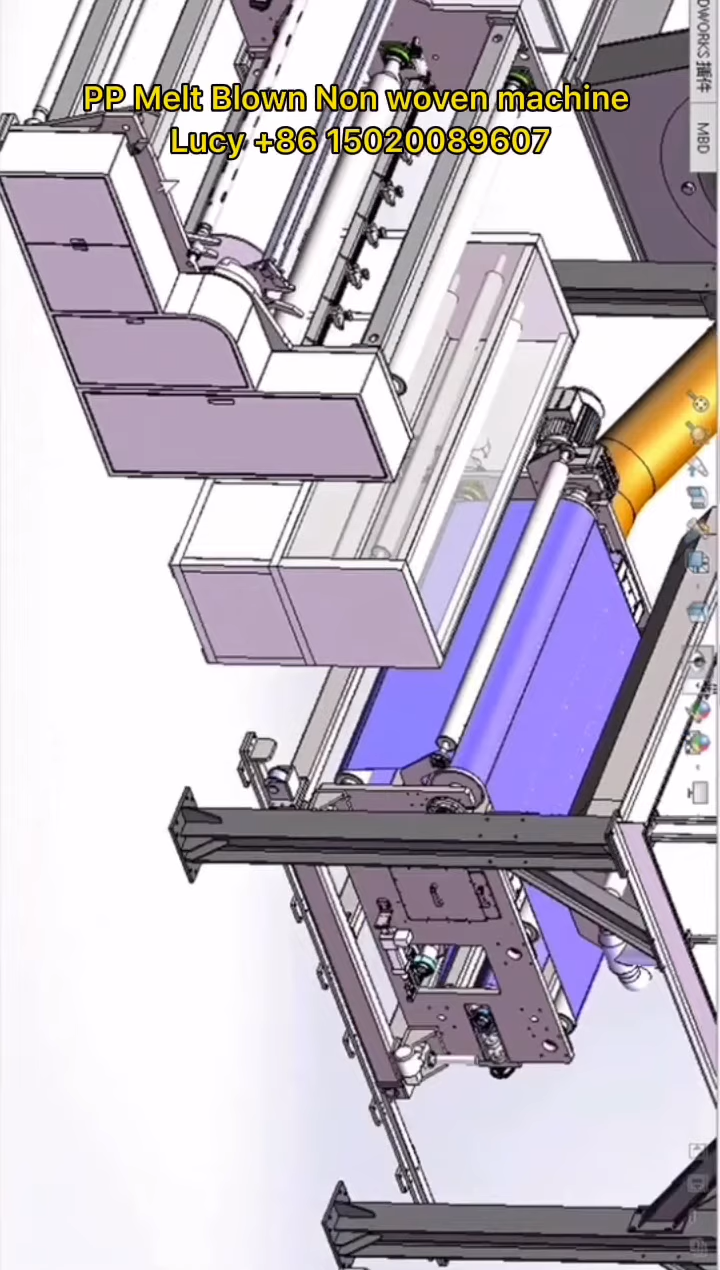 PP Melt Blown Non woven machine
Lucy +86 15020089607
DWORKS 插件
MBD